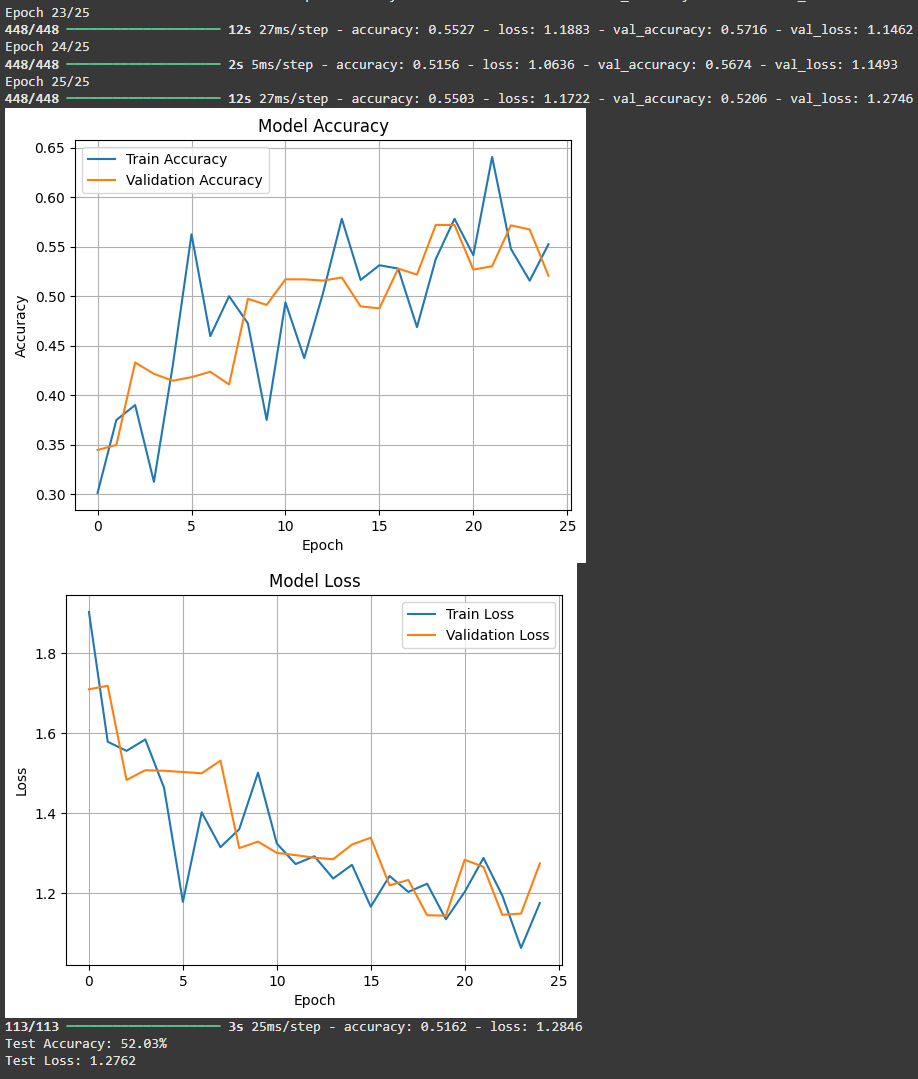 Epoch 23/25
448/448 ━━━━━━━━━━━━━━━━━━━━ 12s 27ms/step - accuracy: 0.5527 - loss: 1.1883 - val_accuracy: 0.5716 - val_loss: 1.1462
Epoch 24/25
448/448 ━━━━━━━━━━━━━━━━━━━━ 2s 5ms/step - accuracy: 0.5156 - loss: 1.0636 - val_accuracy: 0.5674 - val_loss: 1.1493
Epoch 25/25
448/448 ━━━━━━━━━━━━━━━━━━━━ 12s 27ms/step - accuracy: 0.5503 - loss: 1.1722 - val_accuracy: 0.5206 - val_loss: 1.2746
Model Accuracy
Train Accuracy
Validation Accuracy
Accuracy
0.65
0.60
0.55
0.50
0.45
0.40
0.35
0.30
0 5 10 15 20 25
Epoch
Model Loss
Train Loss
Validation Loss
Loss
1.8
1.6
1.4
1.2
0 5 10 15 20 25
Epoch
113/113 ━━━━━━━━━━━━━━━━━━━━ 3s 25ms/step - accuracy: 0.5162 - loss: 1.2846
Test Accuracy: 52.03%
Test Loss: 1.2762